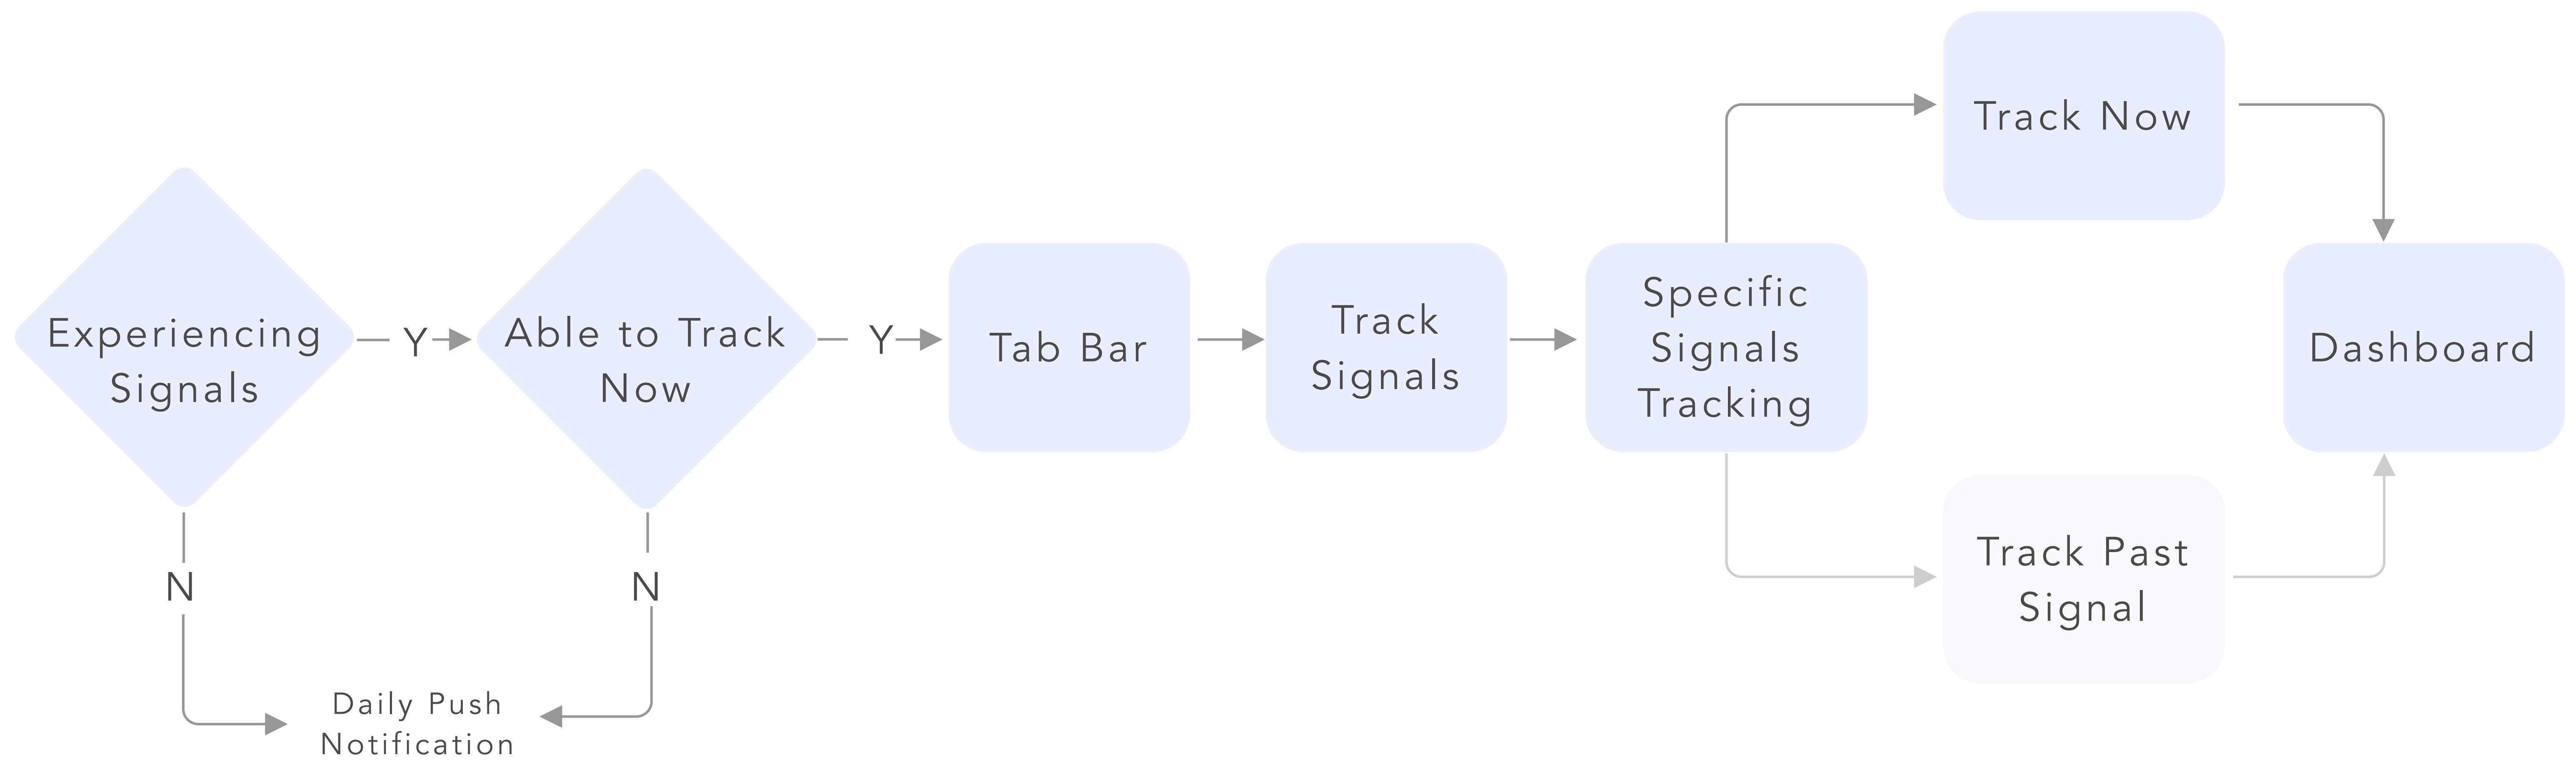 Experiencing
Signals
Y
Able to Track
Now
Y
Tab Bar
Track
Signals
Specific
Signals
Tracking
Track Now
Dashboard
Track Past
Signal
N
N
Daily Push
Notification